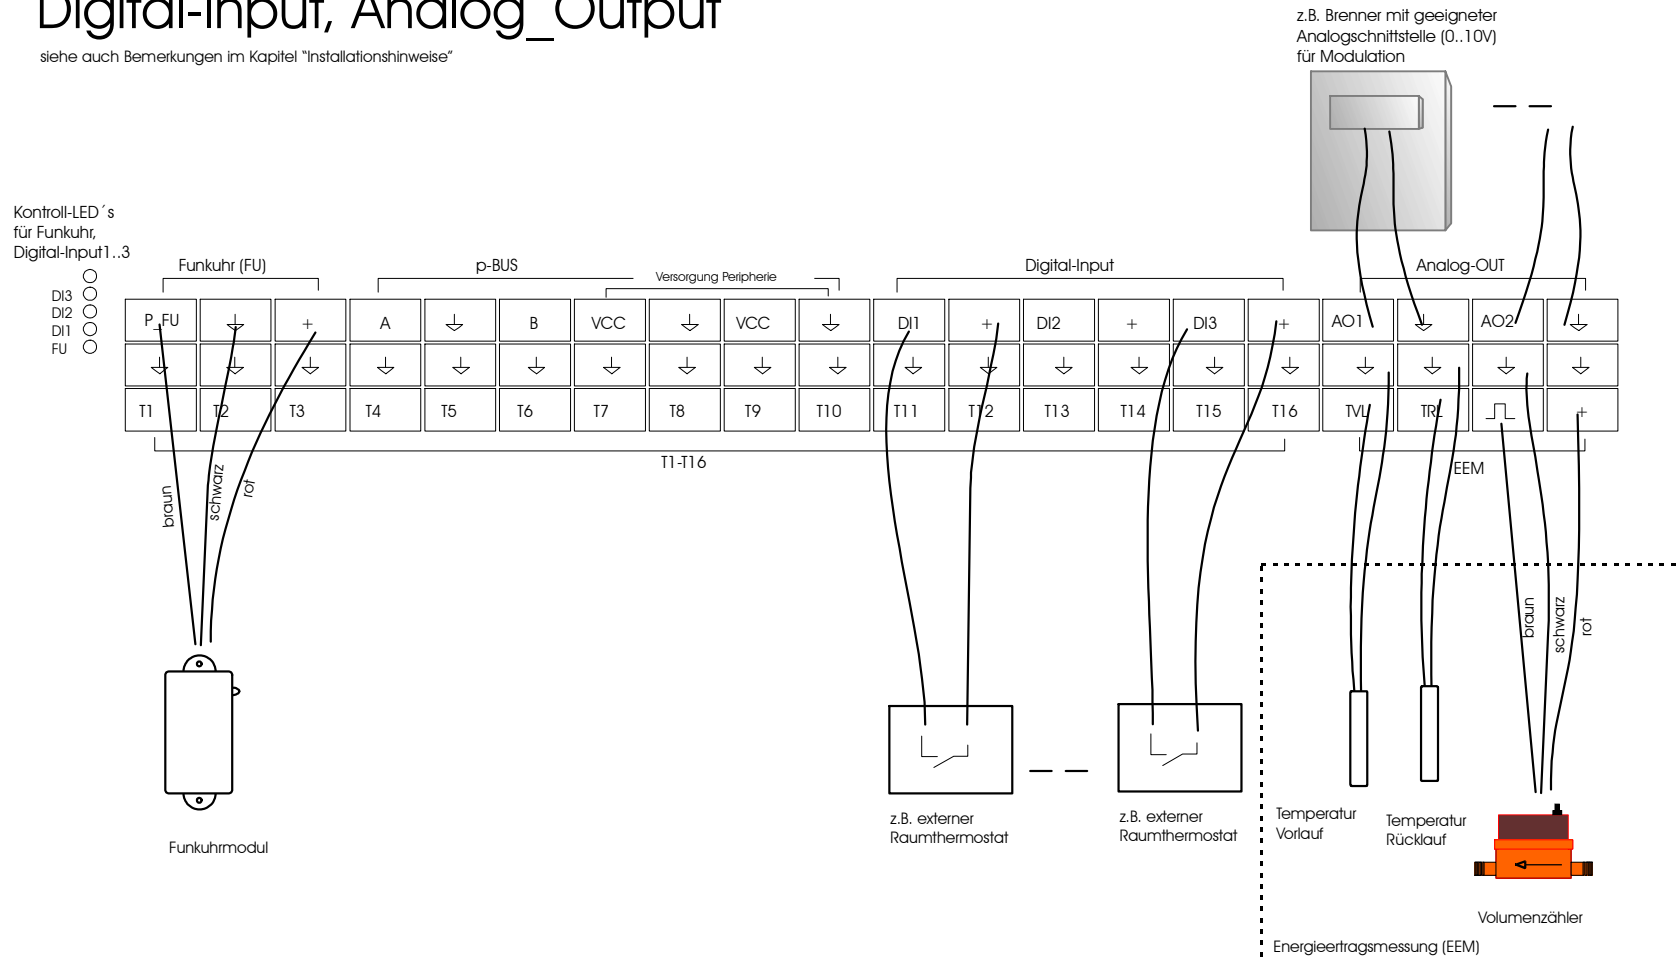 Digital-Input, Analog_Output
siehe auch Bemerkungen im Kapitel "Installationshinweise"
z.B. Brenner mit geeigneter
Analogschnittstelle (0..10V)
für Modulation
Kontroll-LED´s
für Funkuhr,
Digital-Input1..3
DI3
DI2
DI1
FU
Funkuhr (FU)
p-BUS
Versorgung Peripherie
Digital-Input
Analog-OUT
P_FU + A B VCC VCC DI1 + DI2 + DI3 + AO1 AO2
T1 T2 T3 T4 T5 T6 T7 T8 T9 T10 T11 T12 T13 T14 T15 T16 TVL TRL +
T1-T16
EEM
braun
schwarz
rot
braun
schwarz
rot
Funkuhrmodul
z.B. externer
Raumthermostat
z.B. externer
Raumthermostat
Temperatur
Vorlauf
Temperatur
Rücklauf
Volumenzähler
Energieertragsmessung (EEM)